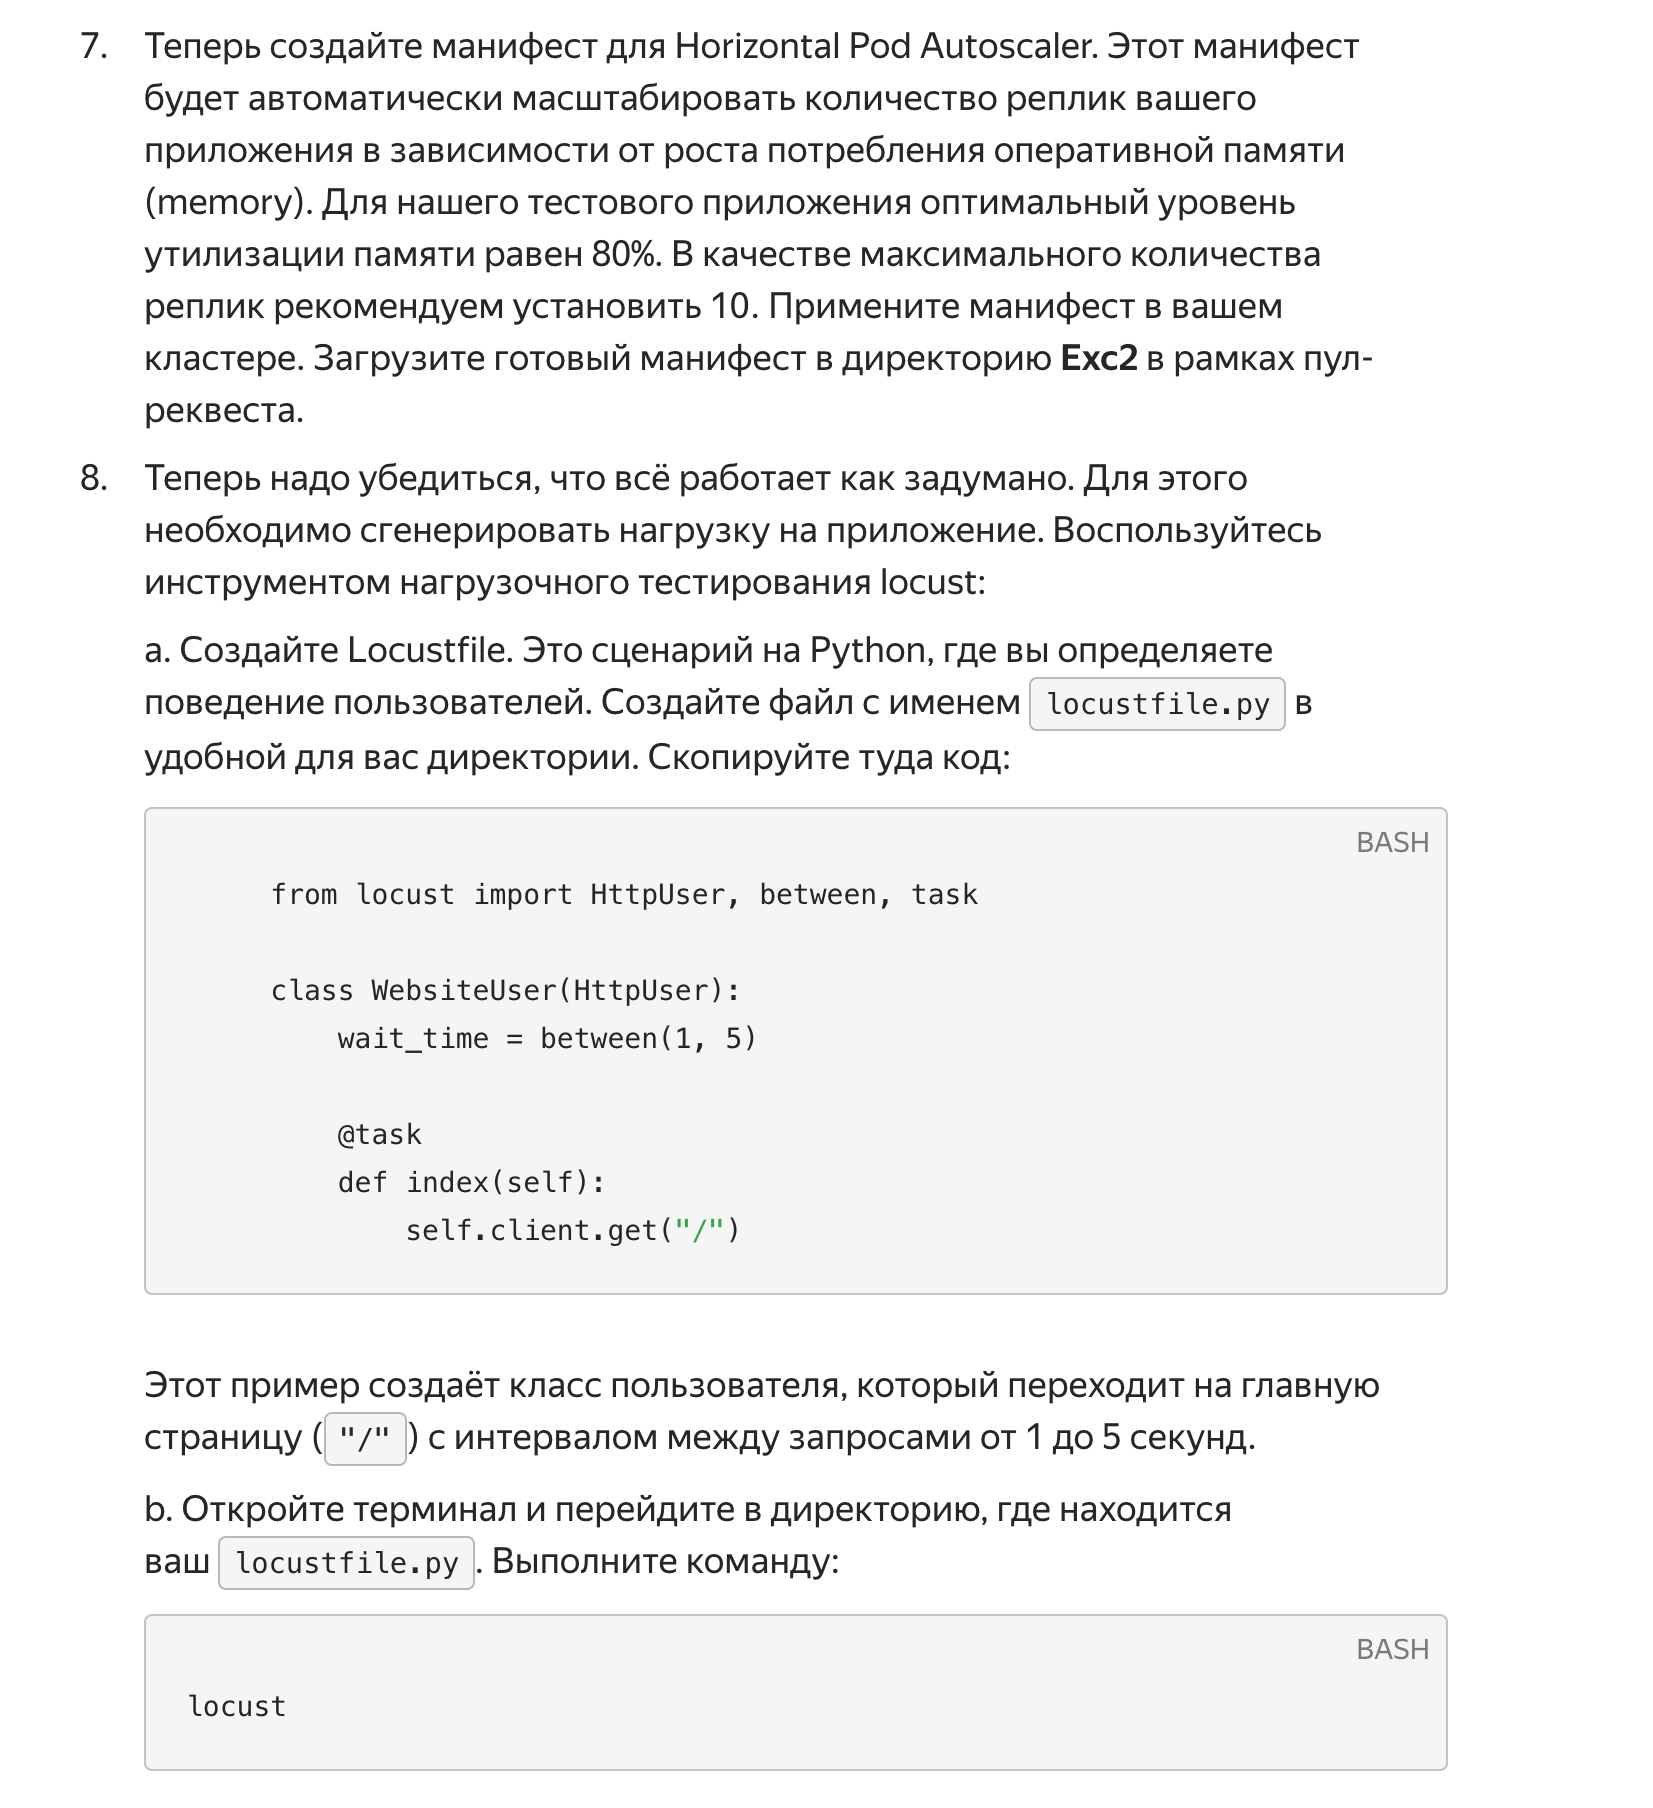 7. Теперь создайте манифест для Horizontal Pod Autoscaler. Этот манифест
будет автоматически масштабировать количество реплик вашего
приложения в зависимости от роста потребления оперативной памяти
(memory). Для нашего тестового приложения оптимальный уровень
утилизации памяти равен 80%. В качестве максимального количества
реплик рекомендуем установить 10. Примените манифест в вашем
кластере. Загрузите готовый манифест в директорию Exc2 в рамках пул-
реквеста.
8. Теперь надо убедиться, что всё работает как задумано. Для этого
необходимо сгенерировать нагрузку на приложение. Воспользуйтесь
инструментом нагрузочного тестирования locust:
a. Создайте Locustfile. Это сценарий на Python, где вы определяете
поведение пользователей. Создайте файл с именем locustfile.py в
удобной для вас директории. Скопируйте туда код:
BASH
from locust import HttpUser, between, task
class WebsiteUser(HttpUser):
    wait_time = between(1, 5)
    @task
    def index(self):
        self.client.get("/")
Этот пример создаёт класс пользователя, который переходит на главную
страницу ("/") с интервалом между запросами от 1 до 5 секунд.
b. Откройте терминал и перейдите в директорию, где находится
ваш locustfile.py. Выполните команду:
BASH
locust